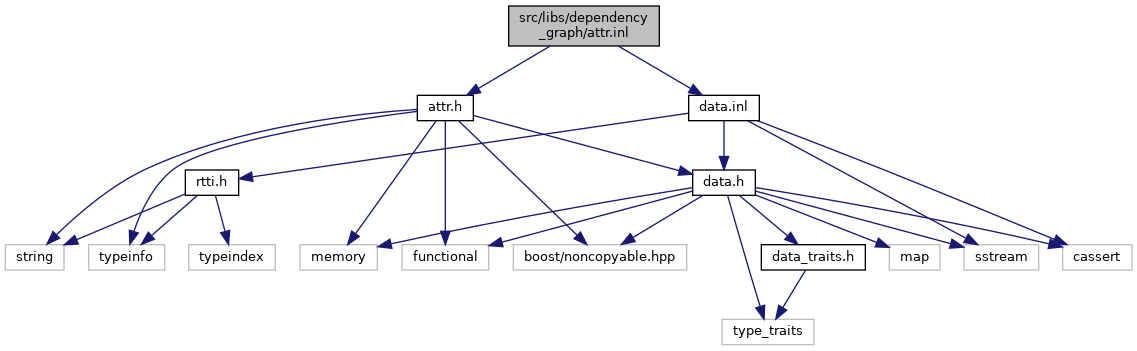 src/libs/dependency
_graph/attr.inl
attr.h
data.inl
rtti.h
data.h
string
typeinfo
typeindex
memory
functional
boost/noncopyable.hpp
data_traits.h
map
sstream
cassert
type_traits